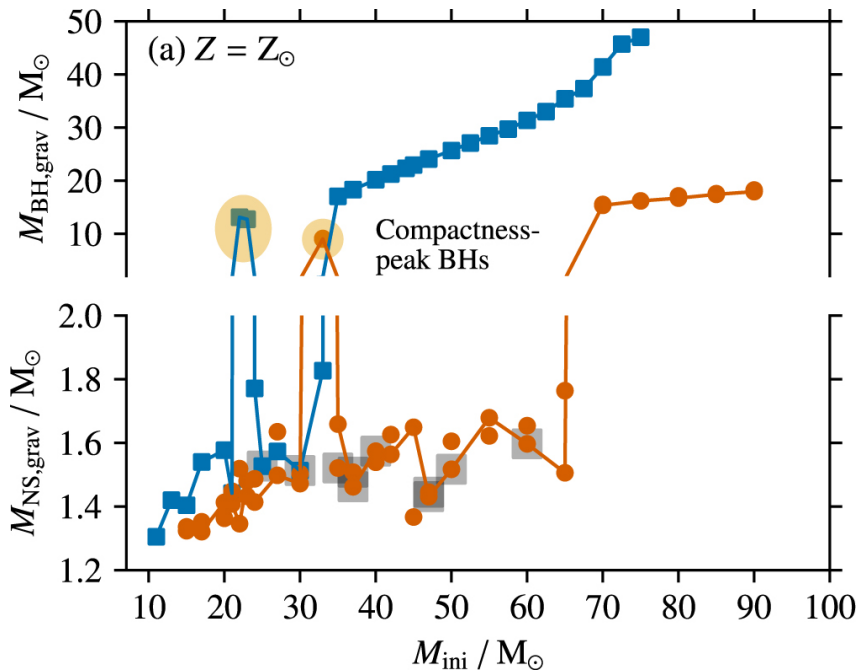 (a) Z = Z⊙
M_BH,grav / M⊙
50
40
30
20
10
Compactness-
peak BHs
M_NS,grav / M⊙
2.0
1.8
1.6
1.4
1.2
10 20 30 40 50 60 70 80 90 100
M_ini / M⊙